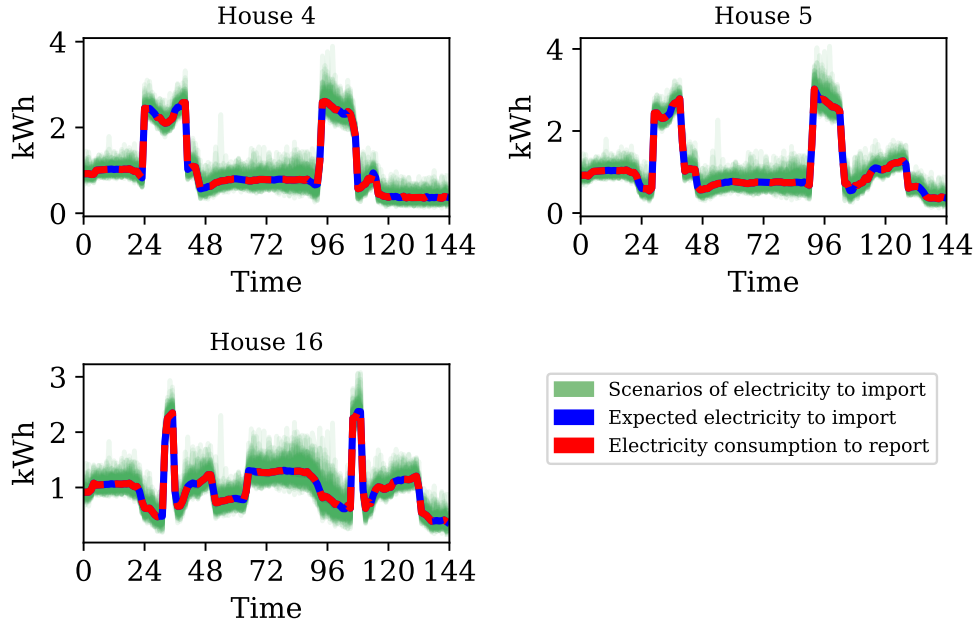 House 4
4
2
0
kWh
0 24 48 72 96 120 144
Time
House 5
4
2
0
kWh
0 24 48 72 96 120 144
Time
House 16
3
2
1
kWh
0 24 48 72 96 120 144
Time
Scenarios of electricity to import
Expected electricity to import
Electricity consumption to report